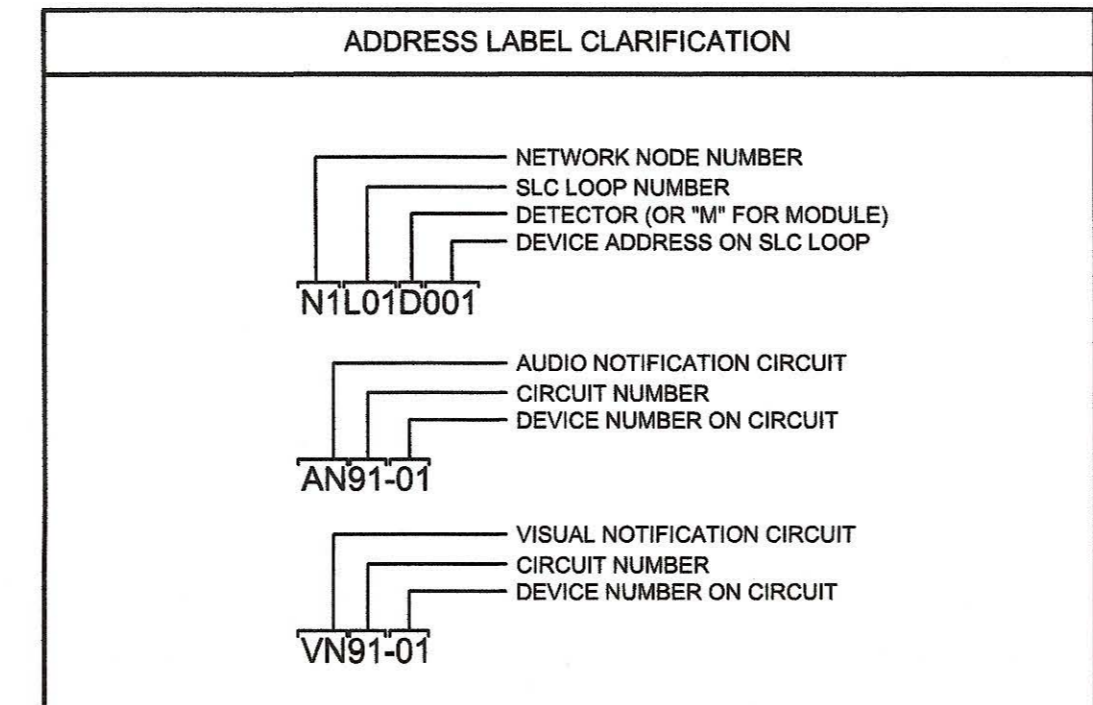 ADDRESS LABEL CLARIFICATION
NETWORK NODE NUMBER
SLC LOOP NUMBER
DETECTOR (OR "M" FOR MODULE)
DEVICE ADDRESS ON SLC LOOP
N1L01D001
AUDIO NOTIFICATION CIRCUIT
CIRCUIT NUMBER
DEVICE NUMBER ON CIRCUIT
AN91-01
VISUAL NOTIFICATION CIRCUIT
CIRCUIT NUMBER
DEVICE NUMBER ON CIRCUIT
VN91-01